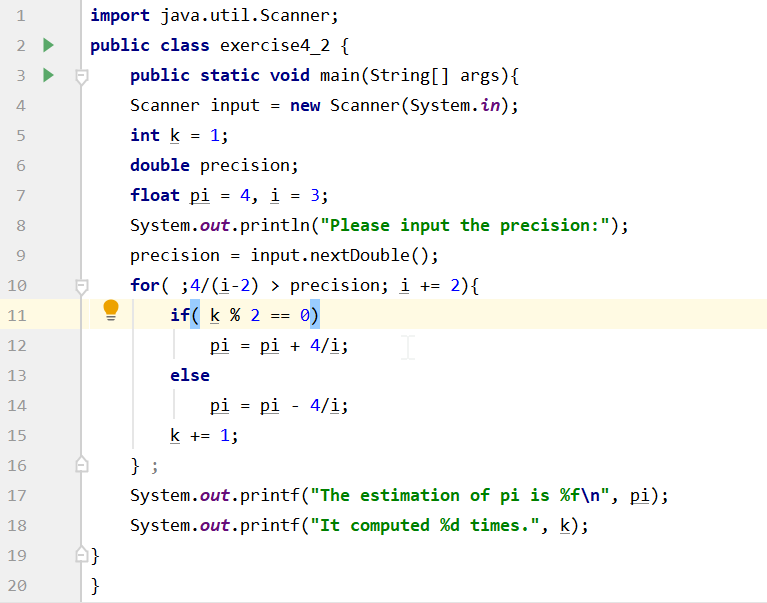 1 import java.util.Scanner;
2 public class exercise4_2 {
3 public static void main(String[] args){
4 Scanner input = new Scanner(System.in);
5 int k = 1;
6 double precision;
7 float pi = 4, i = 3;
8 System.out.println("Please input the precision:");
9 precision = input.nextDouble();
10 for( ;4/(i-2) > precision; i += 2){
11 if( k % 2 == 0)
12 pi = pi + 4/i;
13 else
14 pi = pi - 4/i;
15 k += 1;
16 } ;
17 System.out.printf("The estimation of pi is %f\n", pi);
18 System.out.printf("It computed %d times.", k);
19 }
20 }